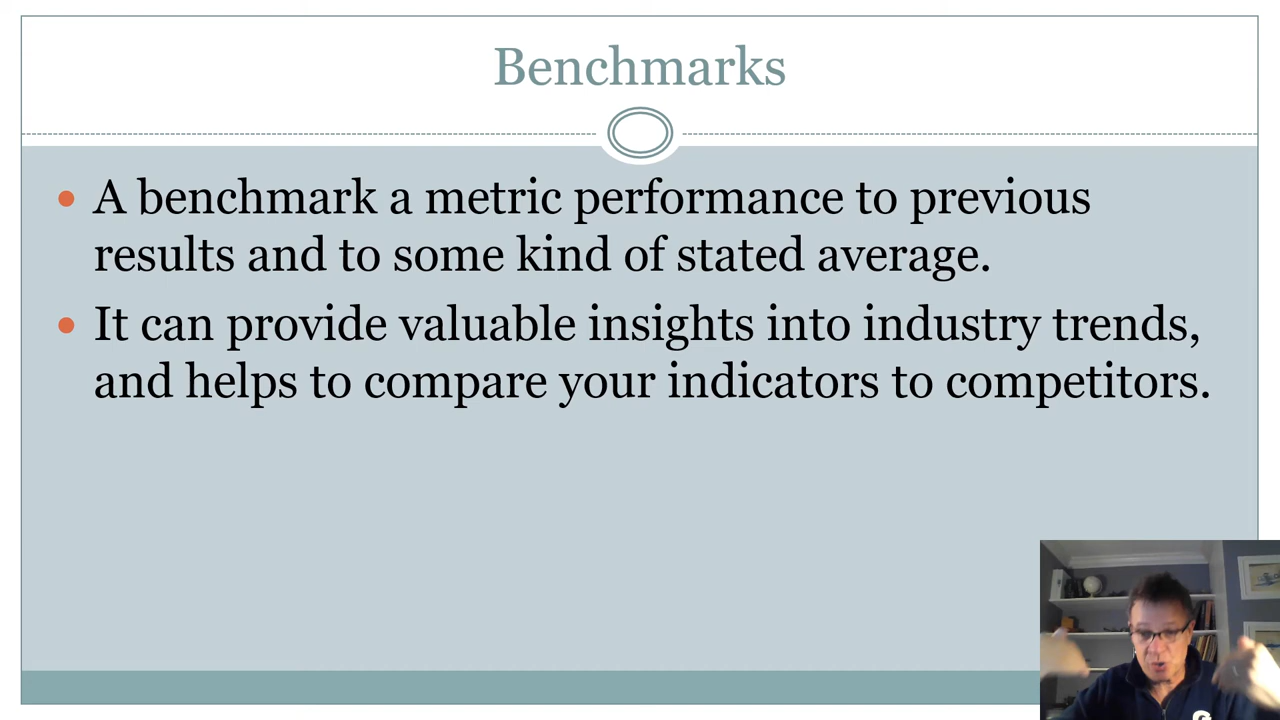 Benchmarks
• A benchmark a metric performance to previous
results and to some kind of stated average.
• It can provide valuable insights into industry trends,
and helps to compare your indicators to competitors.